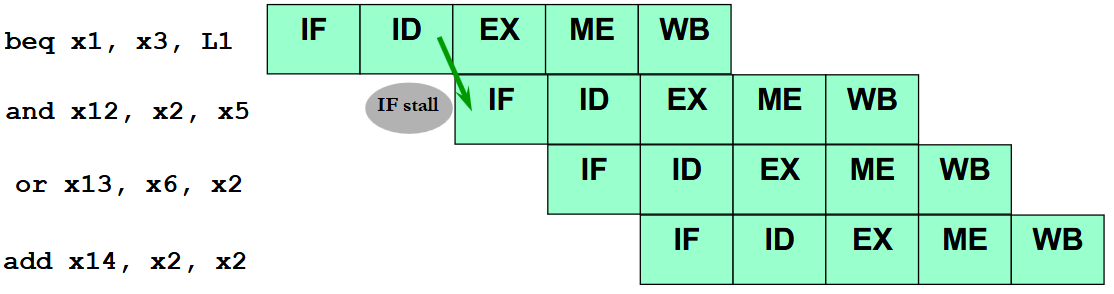 beq x1, x3, L1 IF ID EX ME WB
and x12, x2, x5 IF stall IF ID EX ME WB
or x13, x6, x2 IF ID EX ME WB
add x14, x2, x2 IF ID EX ME WB